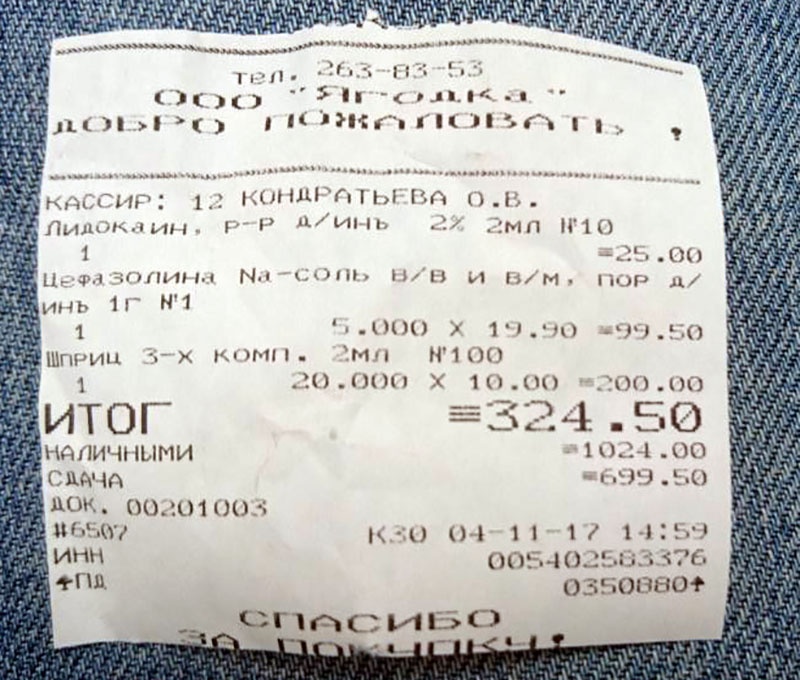 тел. 263-83-53
ООО "Ягодка"
ДОБРО ПОЖАЛОВАТЬ !
КАССИР: 12 КОНДРАТЬЕВА О.В.
Лидокаин, р-р д/инъ 2% 2мл №10
1 =25.00
Цефазолина Na-соль в/в и в/м, пор д/
инъ 1г №1
1 5.000 X 19.90 =99.50
Шприц 3-х комп. 2мл №100
1 20.000 X 10.00 =200.00
ИТОГ =324.50
НАЛИЧНЫМИ =1024.00
СДАЧА =699.50
ДОК. 00201003
#6507 К30 04-11-17 14:59
ИНН 005402583376
ПД 0350880
СПАСИБО
ЗА ПОКУПКУ!